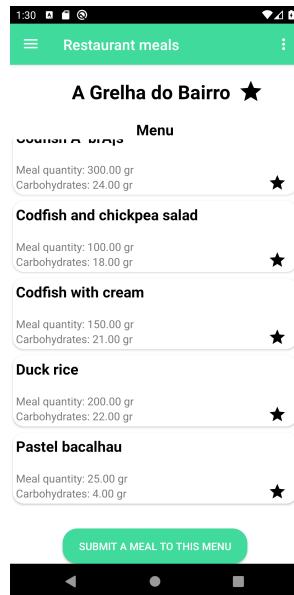 1:30
Restaurant meals
A Grelha do Bairro
Menu
Meal quantity: 300.00 gr
Carbohydrates: 24.00 gr
Codfish and chickpea salad
Meal quantity: 100.00 gr
Carbohydrates: 18.00 gr
Codfish with cream
Meal quantity: 150.00 gr
Carbohydrates: 21.00 gr
Duck rice
Meal quantity: 200.00 gr
Carbohydrates: 22.00 gr
Pastel bacalhau
Meal quantity: 25.00 gr
Carbohydrates: 4.00 gr
SUBMIT A MEAL TO THIS MENU